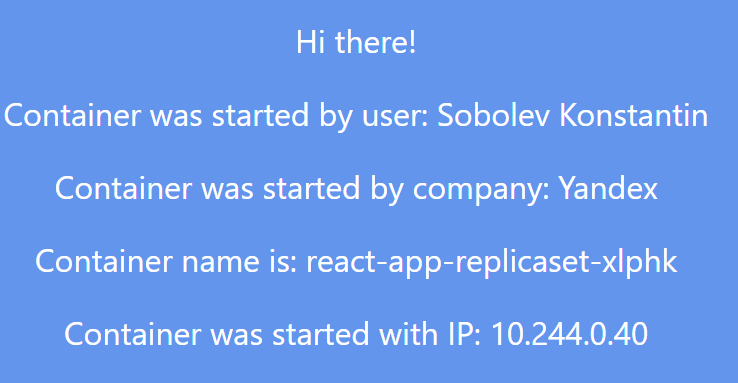 Hi there!
Container was started by user: Sobolev Konstantin
Container was started by company: Yandex
Container name is: react-app-replicaset-xlphk
Container was started with IP: 10.244.0.40